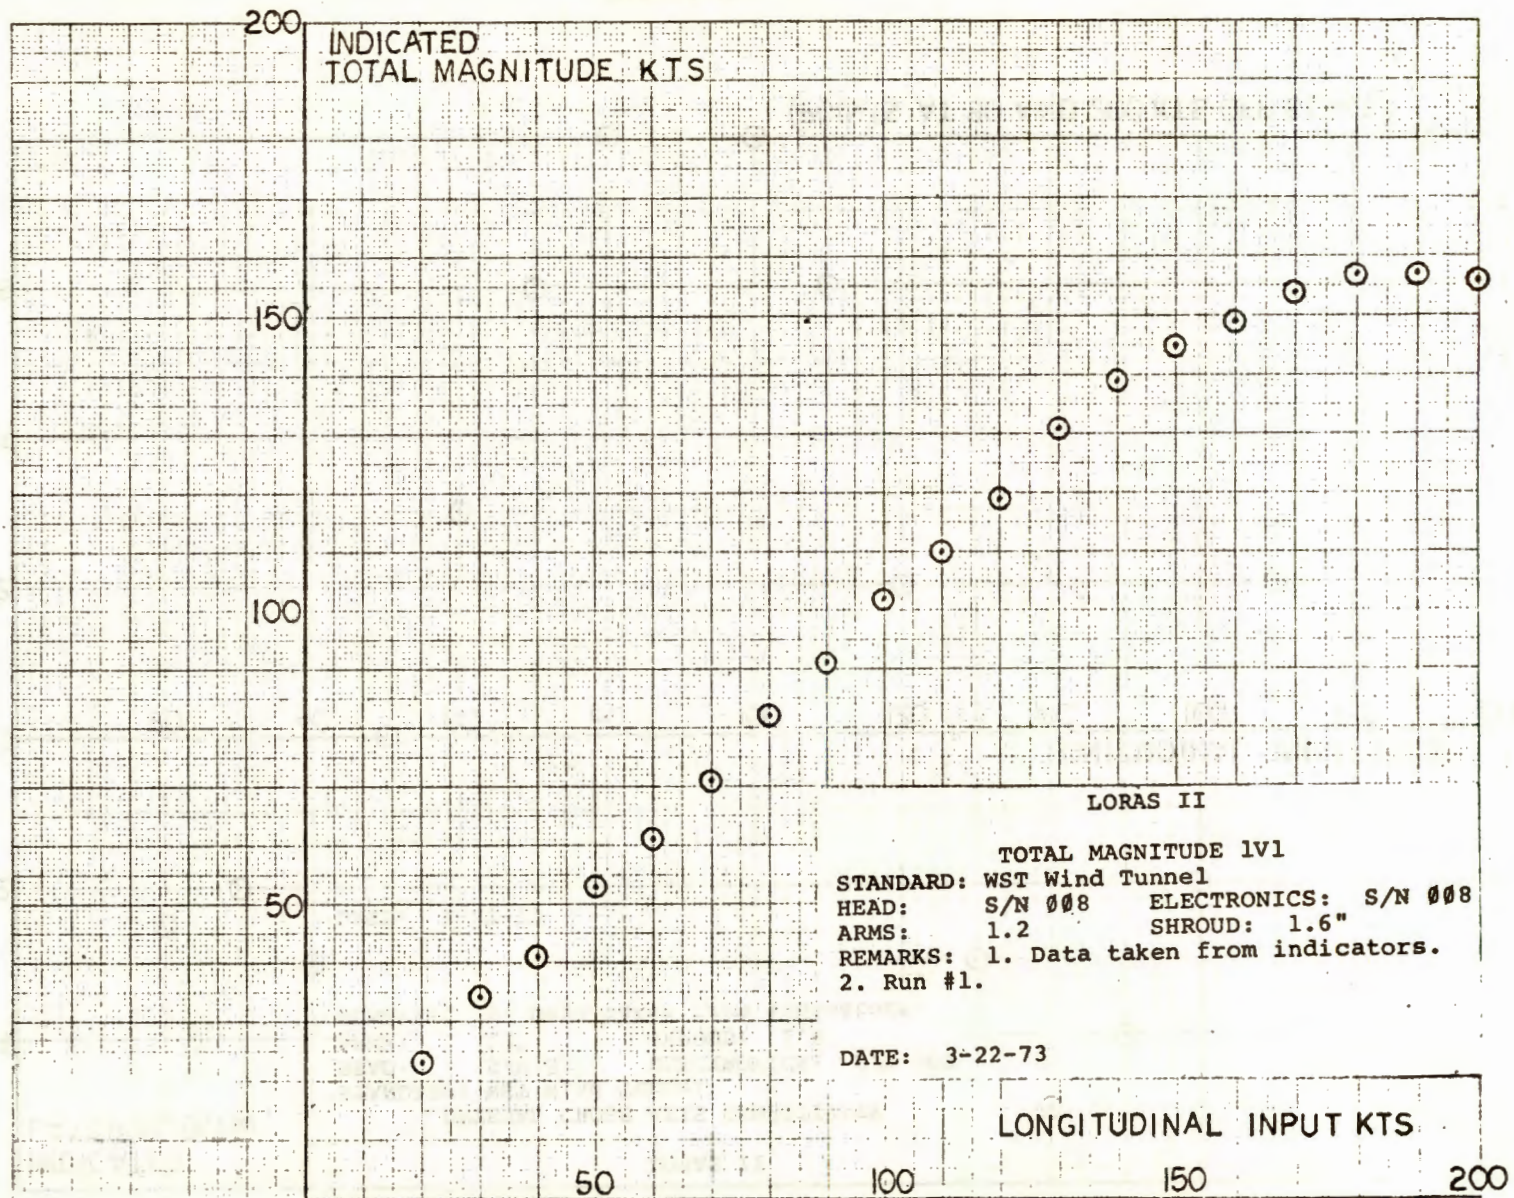 200
INDICATED
TOTAL MAGNITUDE KTS
150
100
50
LORAS II
TOTAL MAGNITUDE 1V1
STANDARD: WST Wind Tunnel
HEAD: S/N ØØ8 ELECTRONICS: S/N ØØ8
ARMS: 1.2 SHROUD: 1.6"
REMARKS: 1. Data taken from indicators.
2. Run #1.
DATE: 3-22-73
LONGITUDINAL INPUT KTS
50 100 150 200